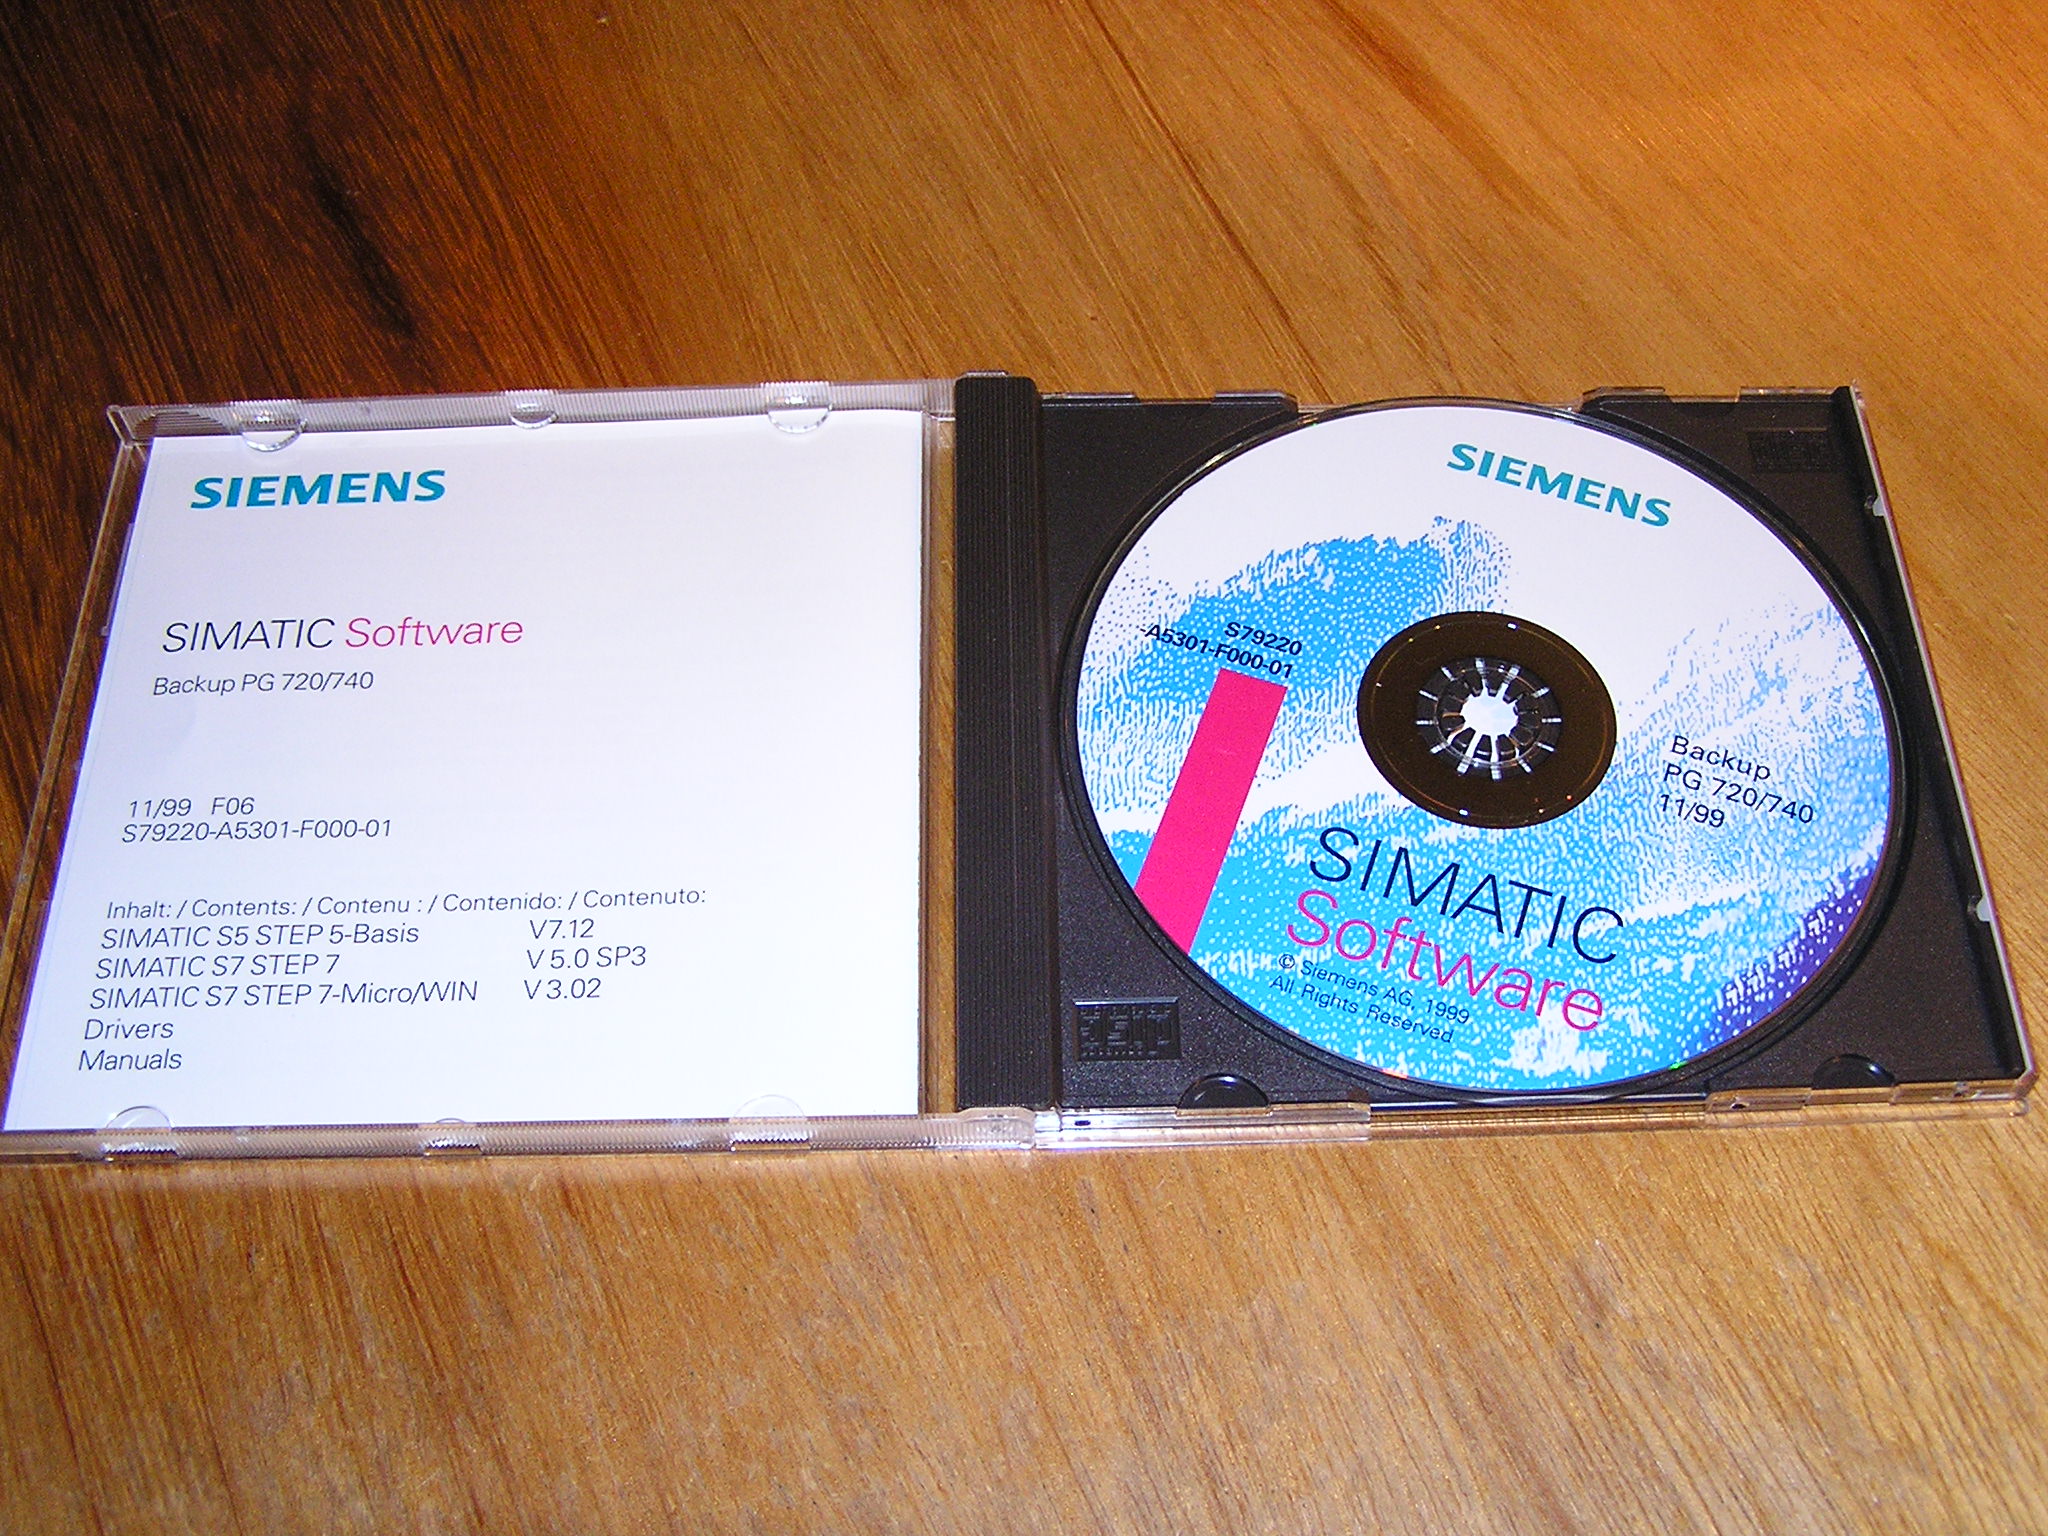 SIEMENS
SIMATIC Software
Backup PG 720/740
11/99 F06
S79220-A5301-F000-01
Inhalt: / Contents: / Contenu : / Contenido: / Contenuto:
SIMATIC S5 STEP 5-Basis V7.12
SIMATIC S7 STEP 7 V 5.0 SP3
SIMATIC S7 STEP 7-Micro/WIN V 3.02
Drivers
Manuals
SIEMENS
S79220
-A5301-F000-01
Backup
PG 720/740
11/99
SIMATIC
Software
© Siemens AG, 1999
All Rights Reserved